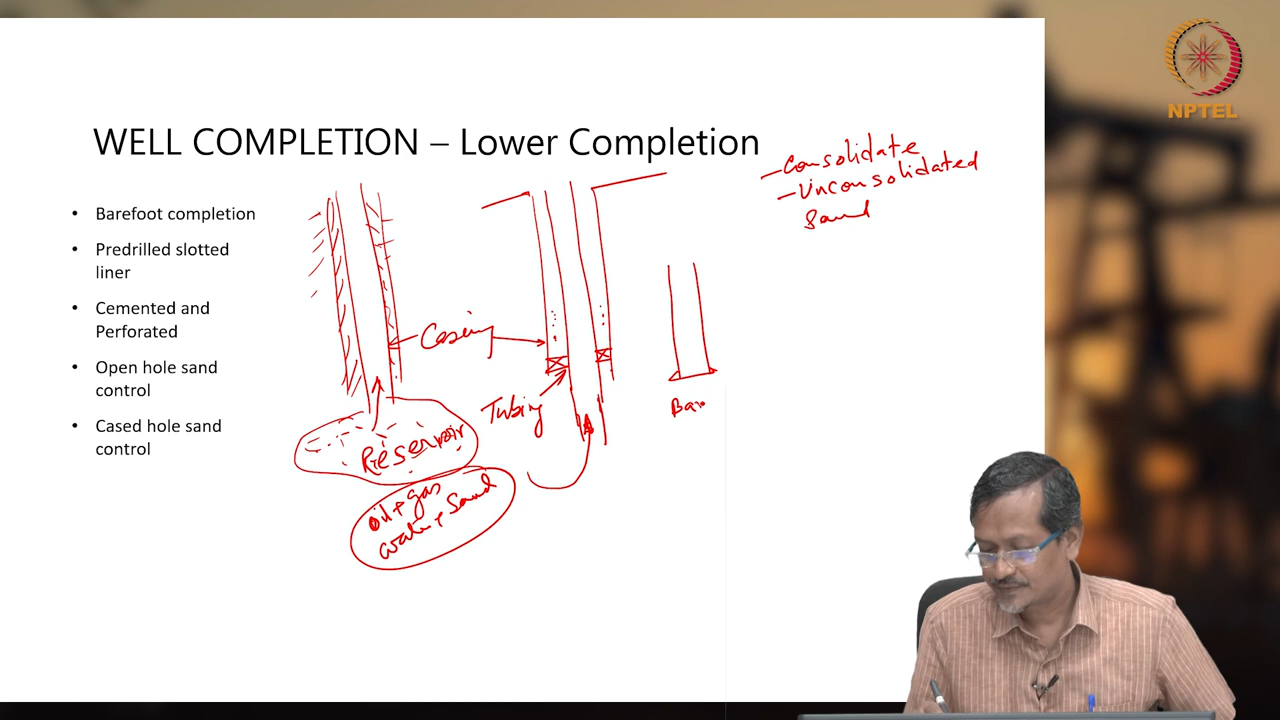 NPTEL
WELL COMPLETION – Lower Completion
• Barefoot completion
• Predrilled slotted
liner
• Cemented and
Perforated
• Open hole sand
control
• Cased hole sand
control
- Consolidate
- Unconsolidated
Sand
Casing
Tubing
Reservoir
oil + gas
water + Sand
Bar